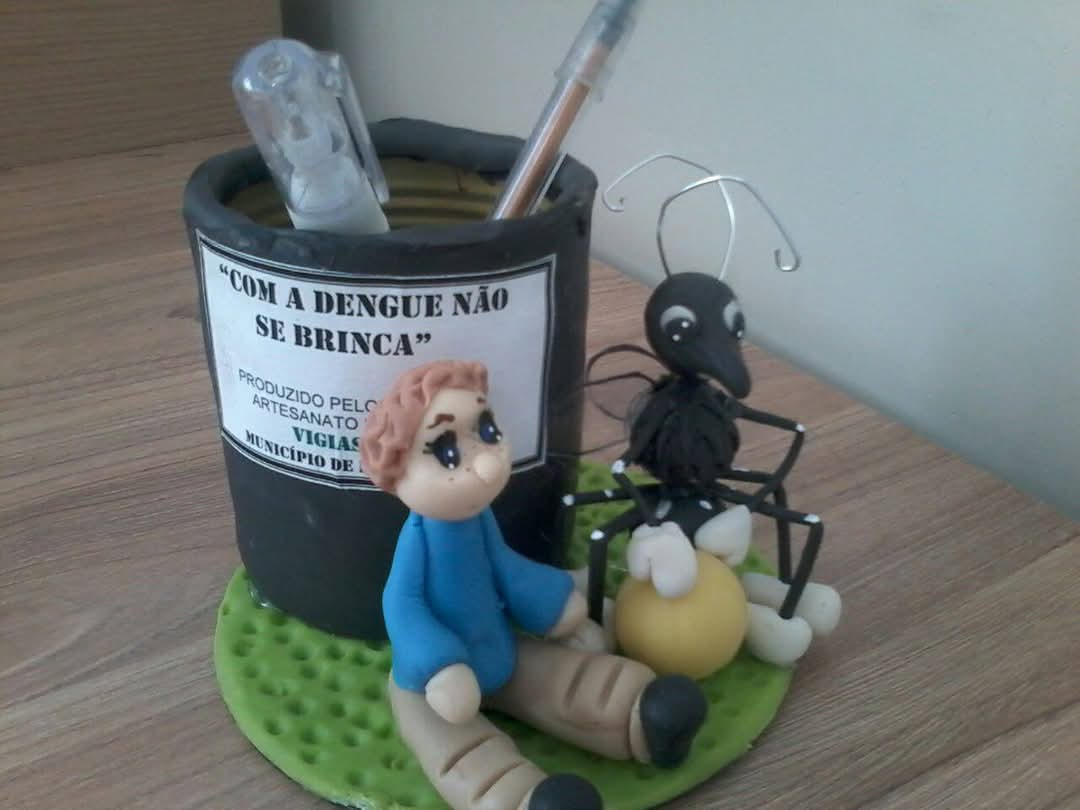 “COM A DENGUE NÃO
SE BRINCA”
PRODUZIDO PELO
ARTESANATO
VIGIAS
MUNICÍPIO DE